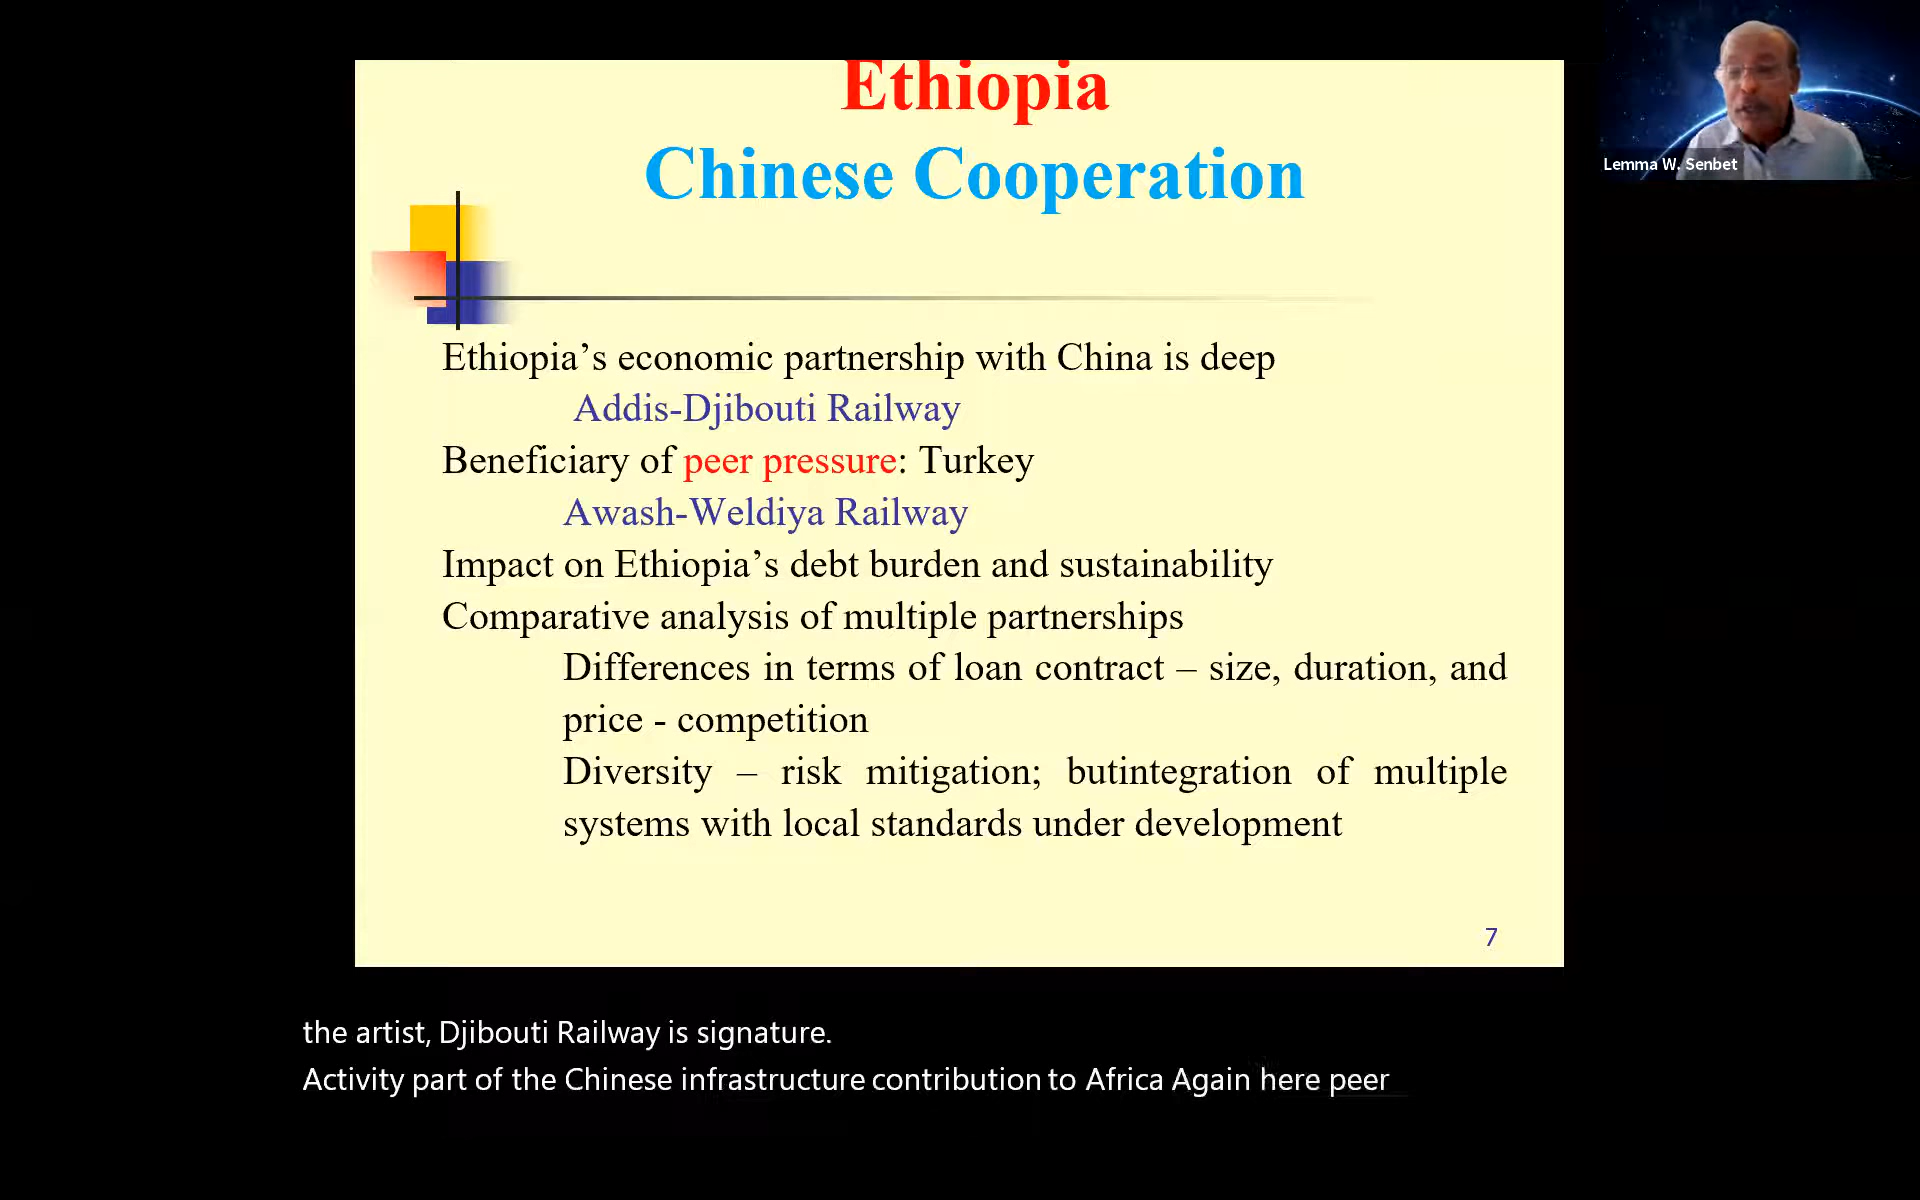 Ethiopia
Chinese Cooperation
Lemma W. Senbet
Ethiopia’s economic partnership with China is deep
Addis-Djibouti Railway
Beneficiary of peer pressure: Turkey
Awash-Weldiya Railway
Impact on Ethiopia’s debt burden and sustainability
Comparative analysis of multiple partnerships
Differences in terms of loan contract – size, duration, and
price - competition
Diversity – risk mitigation; butintegration of multiple
systems with local standards under development
7
the artist, Djibouti Railway is signature.
Activity part of the Chinese infrastructure contribution to Africa Again here peer